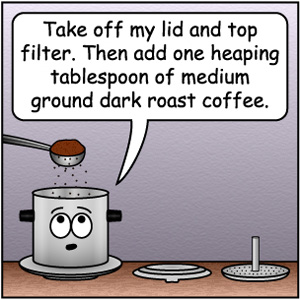 Take off my lid and top
filter. Then add one heaping
tablespoon of medium
ground dark roast coffee.